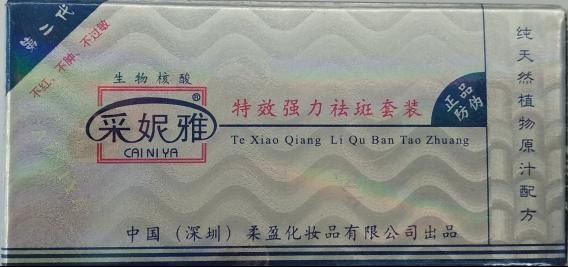 第二代
不红、不肿、不过敏
生物核酸
采妮雅®
CAI NI YA
特效强力祛斑套装
Te Xiao Qiang Li Qu Ban Tao Zhuang
正品
防伪
纯天然植物原汁配方
中国（深圳）柔盈化妆品有限公司出品